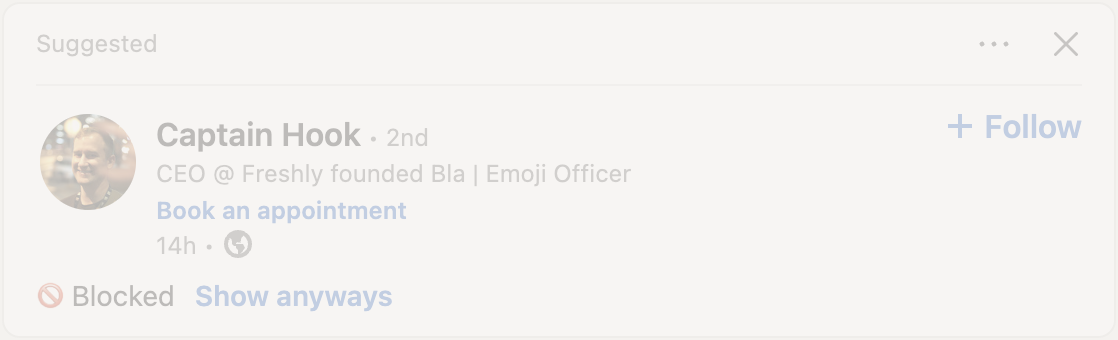 Suggested
Captain Hook • 2nd
+ Follow
CEO @ Freshly founded Bla | Emoji Officer
Book an appointment
14h •
Blocked Show anyways